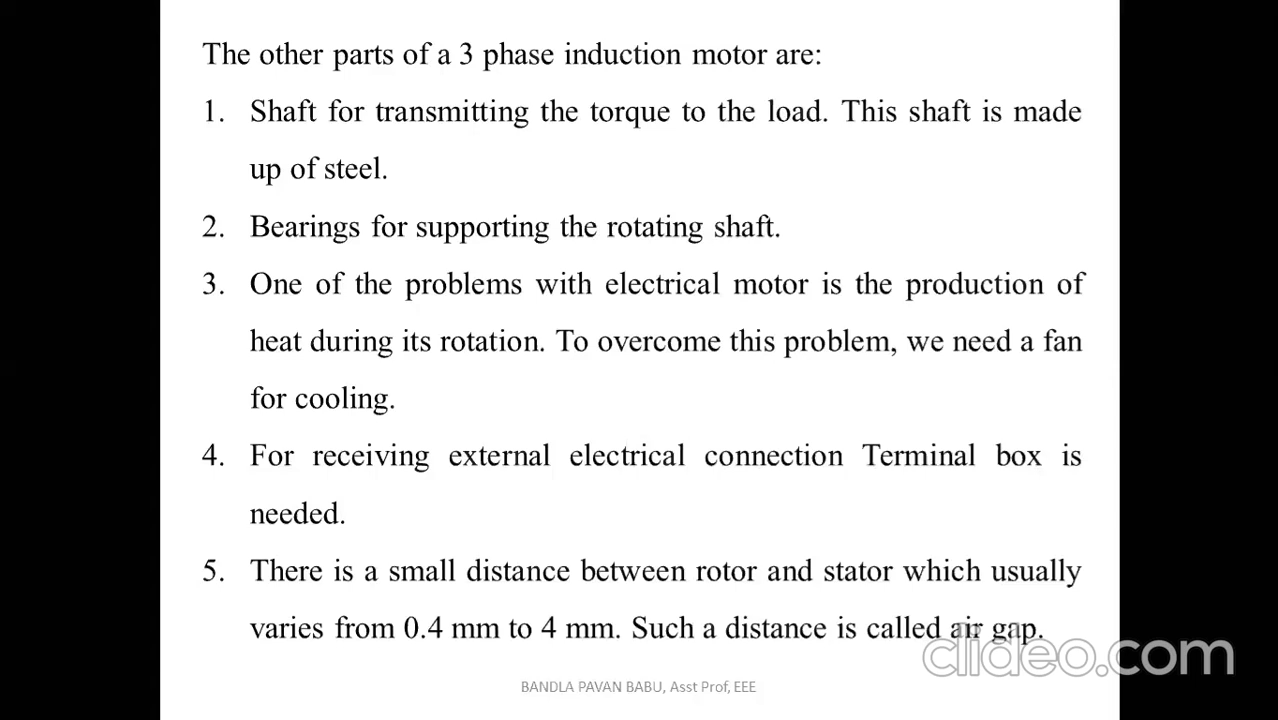 The other parts of a 3 phase induction motor are:
1. Shaft for transmitting the torque to the load. This shaft is made
up of steel.
2. Bearings for supporting the rotating shaft.
3. One of the problems with electrical motor is the production of
heat during its rotation. To overcome this problem, we need a fan
for cooling.
4. For receiving external electrical connection Terminal box is
needed.
5. There is a small distance between rotor and stator which usually
varies from 0.4 mm to 4 mm. Such a distance is called air gap.
clideo.com
BANDLA PAVAN BABU, Asst Prof, EEE